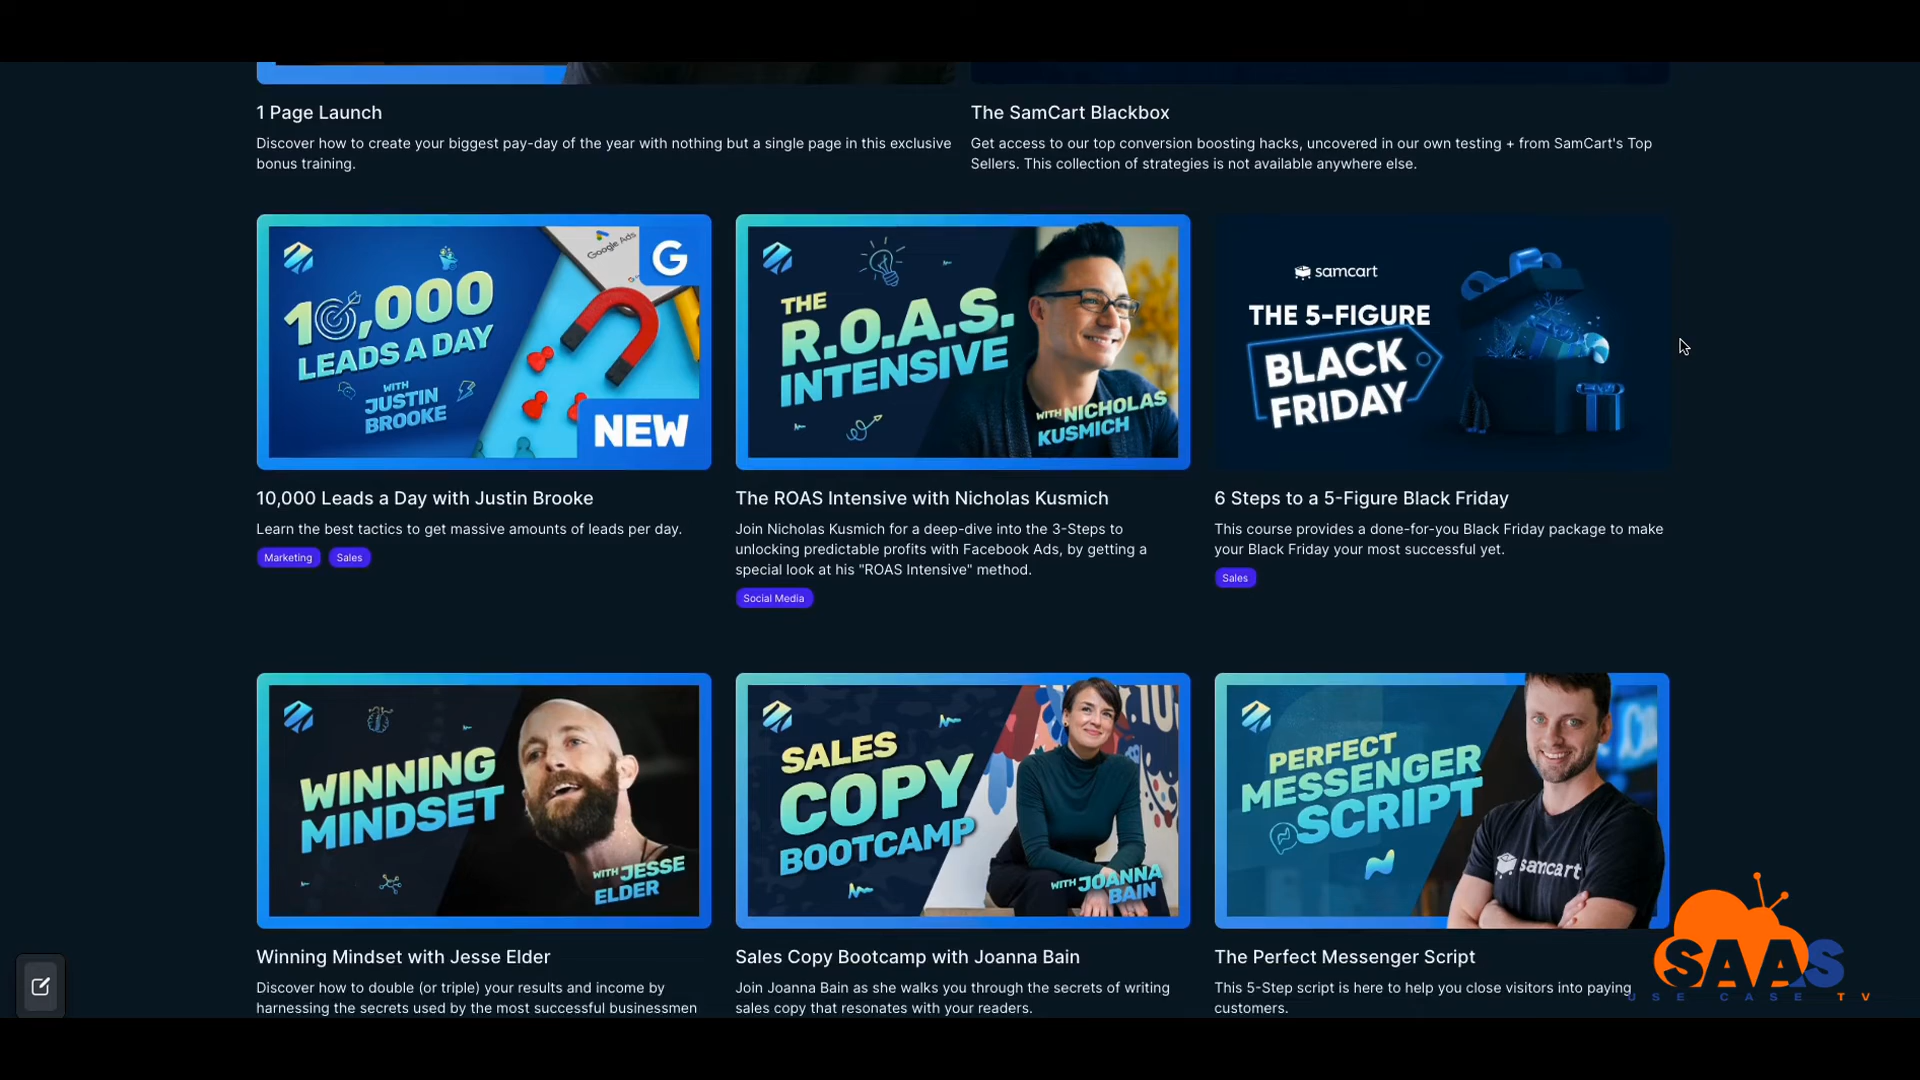 1 Page Launch
Discover how to create your biggest pay-day of the year with nothing but a single page in this exclusive
bonus training.
The SamCart Blackbox
Get access to our top conversion boosting hacks, uncovered in our own testing + from SamCart's Top
Sellers. This collection of strategies is not available anywhere else.
10,000
LEADS A DAY
WITH
JUSTIN
BROOKE
Google Ads
G
NEW
THE
R.O.A.S.
INTENSIVE
WITH NICHOLAS
KUSMICH
samcart
THE 5-FIGURE
BLACK
FRIDAY
10,000 Leads a Day with Justin Brooke
Learn the best tactics to get massive amounts of leads per day.
Marketing
Sales
The ROAS Intensive with Nicholas Kusmich
Join Nicholas Kusmich for a deep-dive into the 3-Steps to
unlocking predictable profits with Facebook Ads, by getting a
special look at his "ROAS Intensive" method.
Social Media
6 Steps to a 5-Figure Black Friday
This course provides a done-for-you Black Friday package to make
your Black Friday your most successful yet.
Sales
WINNING
MINDSET
WITH JESSE
ELDER
SALES
COPY
BOOTCAMP
WITH JOANNA
BAIN
PERFECT
MESSENGER
SCRIPT
samcart
Winning Mindset with Jesse Elder
Discover how to double (or triple) your results and income by
harnessing the secrets used by the most successful businessmen
Sales Copy Bootcamp with Joanna Bain
Join Joanna Bain as she walks you through the secrets of writing
sales copy that resonates with your readers.
The Perfect Messenger Script
This 5-Step script is here to help you close visitors into paying
customers.
SAAS
USE CASE TV